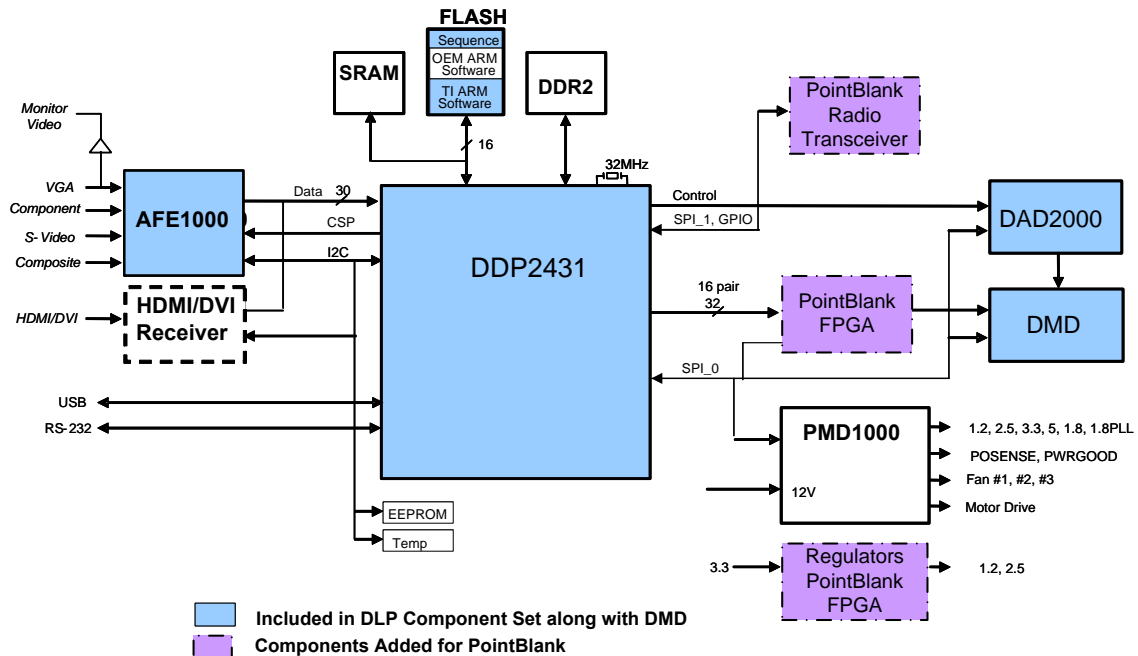 FLASH
Sequence
OEM ARM
Software
TI ARM
Software
SRAM
DDR2
PointBlank
Radio
Transceiver
Monitor
Video
16
32MHz
VGA
Component
S-Video
Composite
AFE1000
Data
30
CSP
I2C
DDP2431
Control
SPI_1, GPIO
DAD2000
HDMI/DVI
HDMI/DVI
Receiver
16 pair
32
PointBlank
FPGA
DMD
SPI_0
USB
RS-232
PMD1000
12V
1.2, 2.5, 3.3, 5, 1.8, 1.8PLL
POSENSE, PWRGOOD
Fan #1, #2, #3
Motor Drive
EEPROM
Temp
3.3
Regulators
PointBlank
FPGA
1.2, 2.5
Included in DLP Component Set along with DMD
Components Added for PointBlank